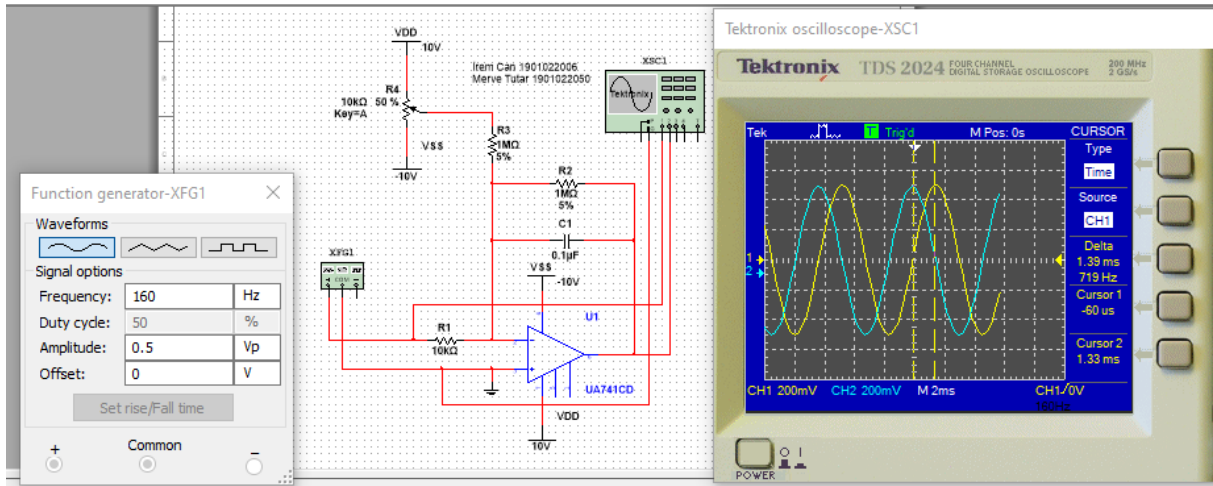 Tektronix oscilloscope-XSC1
Tektronix TDS 2024 FOUR CHANNEL DIGITAL STORAGE OSCILLOSCOPE 200 MHz 2 GS/s
Tek Trig'd M Pos: 0s CURSOR
T
Type
Time
Source
CH1
Delta
1.39 ms
719 Hz
Cursor 1
-60 us
Cursor 2
1.33 ms
1
2
CH1 200mV CH2 200mV M 2ms CH1/0V
160Hz
POWER
VDD
10V
Irem Can 1901022006
Merve Tutar 1901022050
XSC1
Tektronix
R4
10kΩ 50 %
Key=A
VSS
-10V
R3
1MΩ
5%
R2
1MΩ
5%
C1
0.1µF
VSS
-10V
XFG1
COM
R1
10kΩ
U1
UA741CD
VDD
10V
Function generator-XFG1
Waveforms
Signal options
Frequency: 160 Hz
Duty cycle: 50 %
Amplitude: 0.5 Vp
Offset: 0 V
Set rise/Fall time
+ Common -